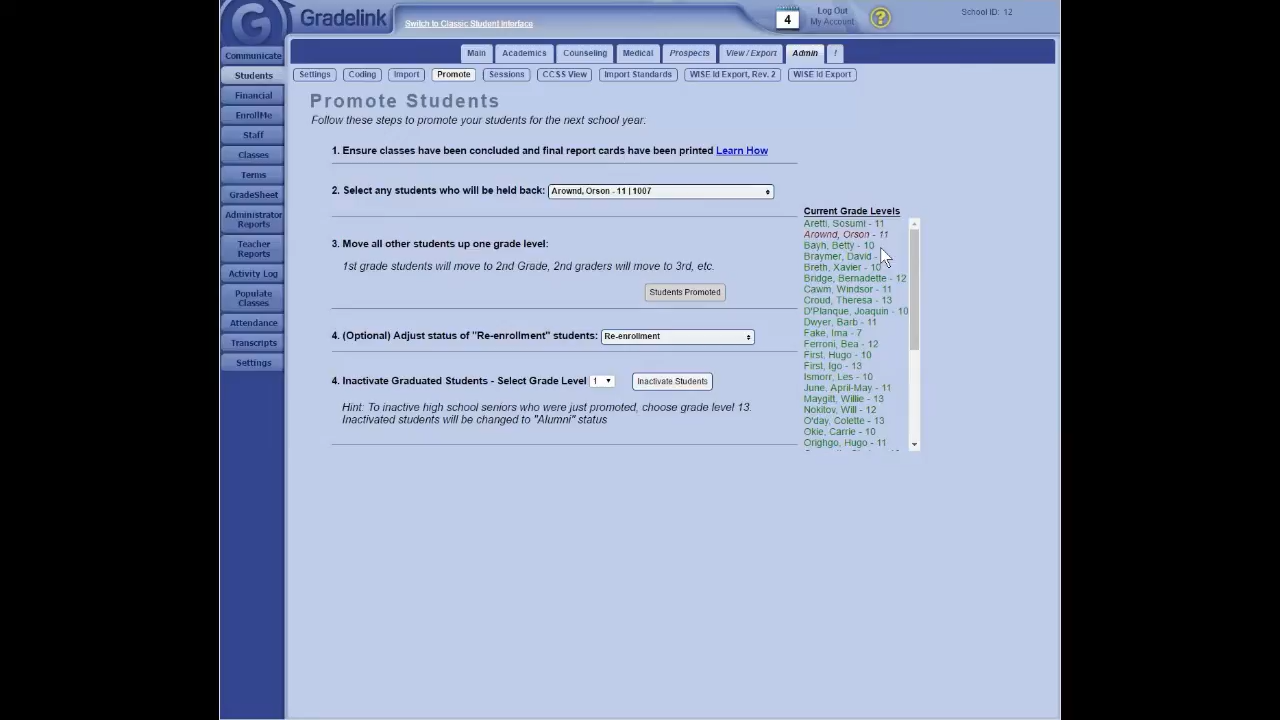 Gradelink
Switch to Classic Student Interface
4
Log Out
My Account
?
School ID: 12
Main Academics Counseling Medical Prospects View / Export Admin !
Settings Coding Import Promote Sessions CCSS View Import Standards WISE Id Export, Rev. 2 WISE Id Export
Communicate
Students
Financial
EnrollMe
Staff
Classes
Terms
GradeSheet
Administrator
Reports
Teacher
Reports
Activity Log
Populate
Classes
Attendance
Transcripts
Settings
Promote Students
Follow these steps to promote your students for the next school year.
1. Ensure classes have been concluded and final report cards have been printed Learn How
2. Select any students who will be held back: Arownd, Orson - 11 | 1007
3. Move all other students up one grade level:
1st grade students will move to 2nd Grade, 2nd graders will move to 3rd, etc.
Students Promoted
4. (Optional) Adjust status of "Re-enrollment" students: Re-enrollment
4. Inactivate Graduated Students - Select Grade Level 1 Inactivate Students
Hint: To inactive high school seniors who were just promoted, choose grade level 13.
Inactivated students will be changed to "Alumni" status
Current Grade Levels
Aretti, Sosumi - 11
Arownd, Orson - 11
Bayh, Betty - 10
Braymer, David -
Breth, Xavier - 10
Bridge, Bernadette - 12
Cawm, Windsor - 11
Croud, Theresa - 13
D'Planque, Joaquin - 10
Dwyer, Barb - 11
Fake, Ima - 7
Ferroni, Bea - 12
First, Hugo - 10
First, Igo - 13
Ismorr, Les - 10
June, April-May - 11
Maygitt, Willie - 13
Nokitov, Will - 12
O'day, Colette - 13
Okie, Carrie - 10
Orighgo, Hugo - 11